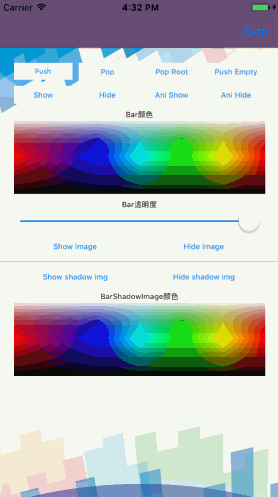 Carrier 4:32 PM
Item
Push Pop Pop Root Push Empty
Show Hide Ani Show Ani Hide
Bar颜色
Bar透明度
Show image Hide image
Show shadow img Hide shadow img
BarShadowImage颜色